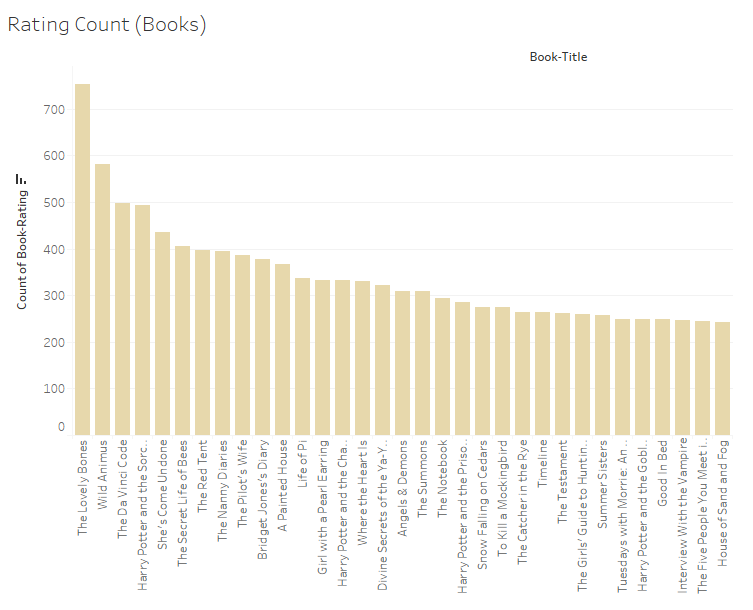 Rating Count (Books)
Book-Title
Count of Book-Rating
700
600
500
400
300
200
100
0
The Lovely Bones
Wild Animus
The Da Vinci Code
Harry Potter and the Sorc..
She's Come Undone
The Secret Life of Bees
The Red Tent
The Nanny Diaries
The Pilot's Wife
Bridget Jones's Diary
A Painted House
Life of Pi
Girl with a Pearl Earring
Harry Potter and the Cha..
Where the Heart Is
Divine Secrets of the Ya-Y..
Angels & Demons
The Summons
The Notebook
Harry Potter and the Priso..
Snow Falling on Cedars
To Kill a Mockingbird
The Catcher in the Rye
Timeline
The Testament
The Girls' Guide to Huntin..
Summer Sisters
Tuesdays with Morrie: An ..
Harry Potter and the Gobl..
Good in Bed
Interview With the Vampire
The Five People You Meet i..
House of Sand and Fog